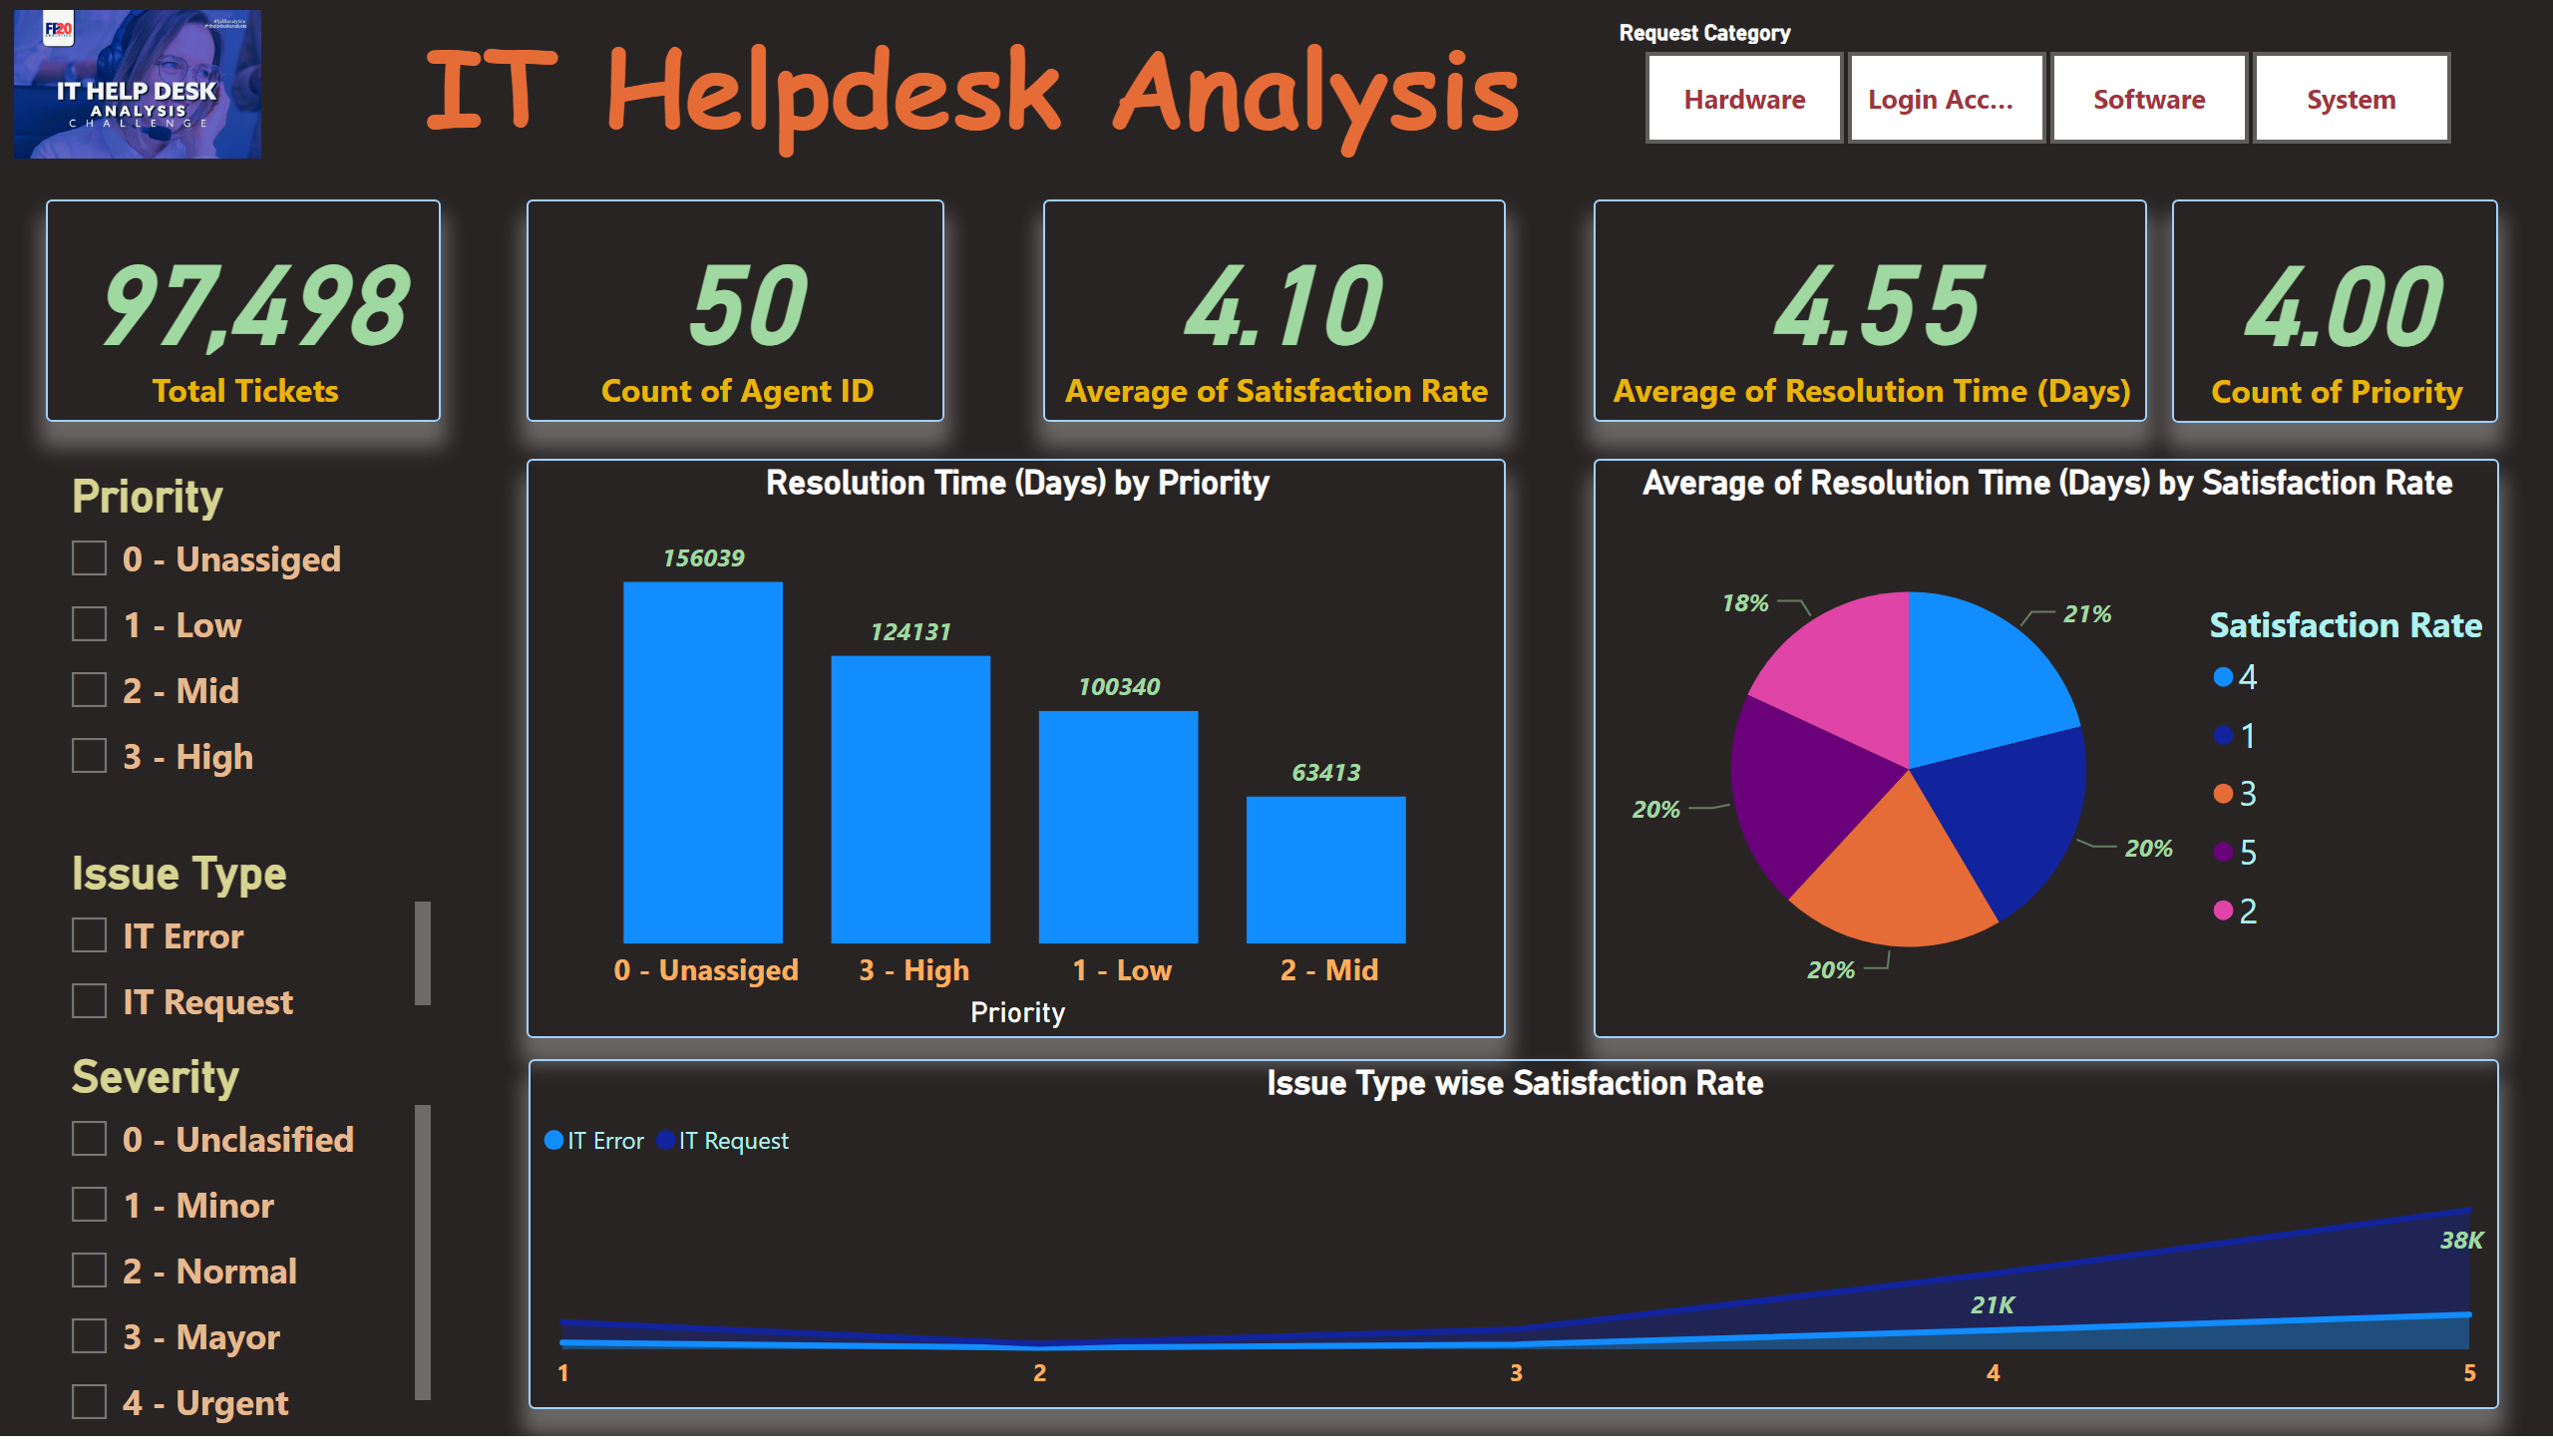 FP20
ANALYTICS
IT HELP DESK
ANALYSIS
CHALLENGE
IT Helpdesk Analysis
Request Category
Hardware
Login Acc...
Software
System
97,498
Total Tickets
50
Count of Agent ID
4.10
Average of Satisfaction Rate
4.55
Average of Resolution Time (Days)
4.00
Count of Priority
Priority
0 - Unassiged
1 - Low
2 - Mid
3 - High
Issue Type
IT Error
IT Request
Severity
0 - Unclasified
1 - Minor
2 - Normal
3 - Mayor
4 - Urgent
Resolution Time (Days) by Priority
156039
124131
100340
63413
0 - Unassiged
3 - High
1 - Low
2 - Mid
Priority
Average of Resolution Time (Days) by Satisfaction Rate
18%
21%
20%
20%
20%
Satisfaction Rate
4
1
3
5
2
Issue Type wise Satisfaction Rate
IT Error
IT Request
38K
21K
1
2
3
4
5